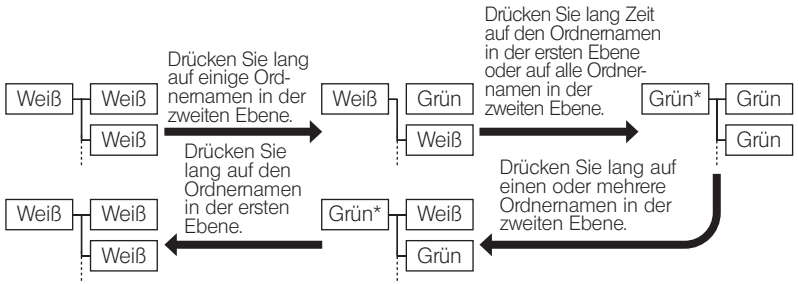 Drücken Sie lang
auf einige Ord-
nernamen in der
zweiten Ebene.
Drücken Sie lang Zeit
auf den Ordnernamen
in der ersten Ebene
oder auf alle Ordner-
namen in der
zweiten Ebene.
Weiß Weiß
Weiß
Weiß Grün
Weiß
Grün* Grün
Grün
Drücken Sie
lang auf den
Ordnernamen
in der ersten
Ebene.
Drücken Sie lang auf
einen oder mehrere
Ordnernamen in der
zweiten Ebene.
Weiß Weiß
Weiß
Grün* Weiß
Grün